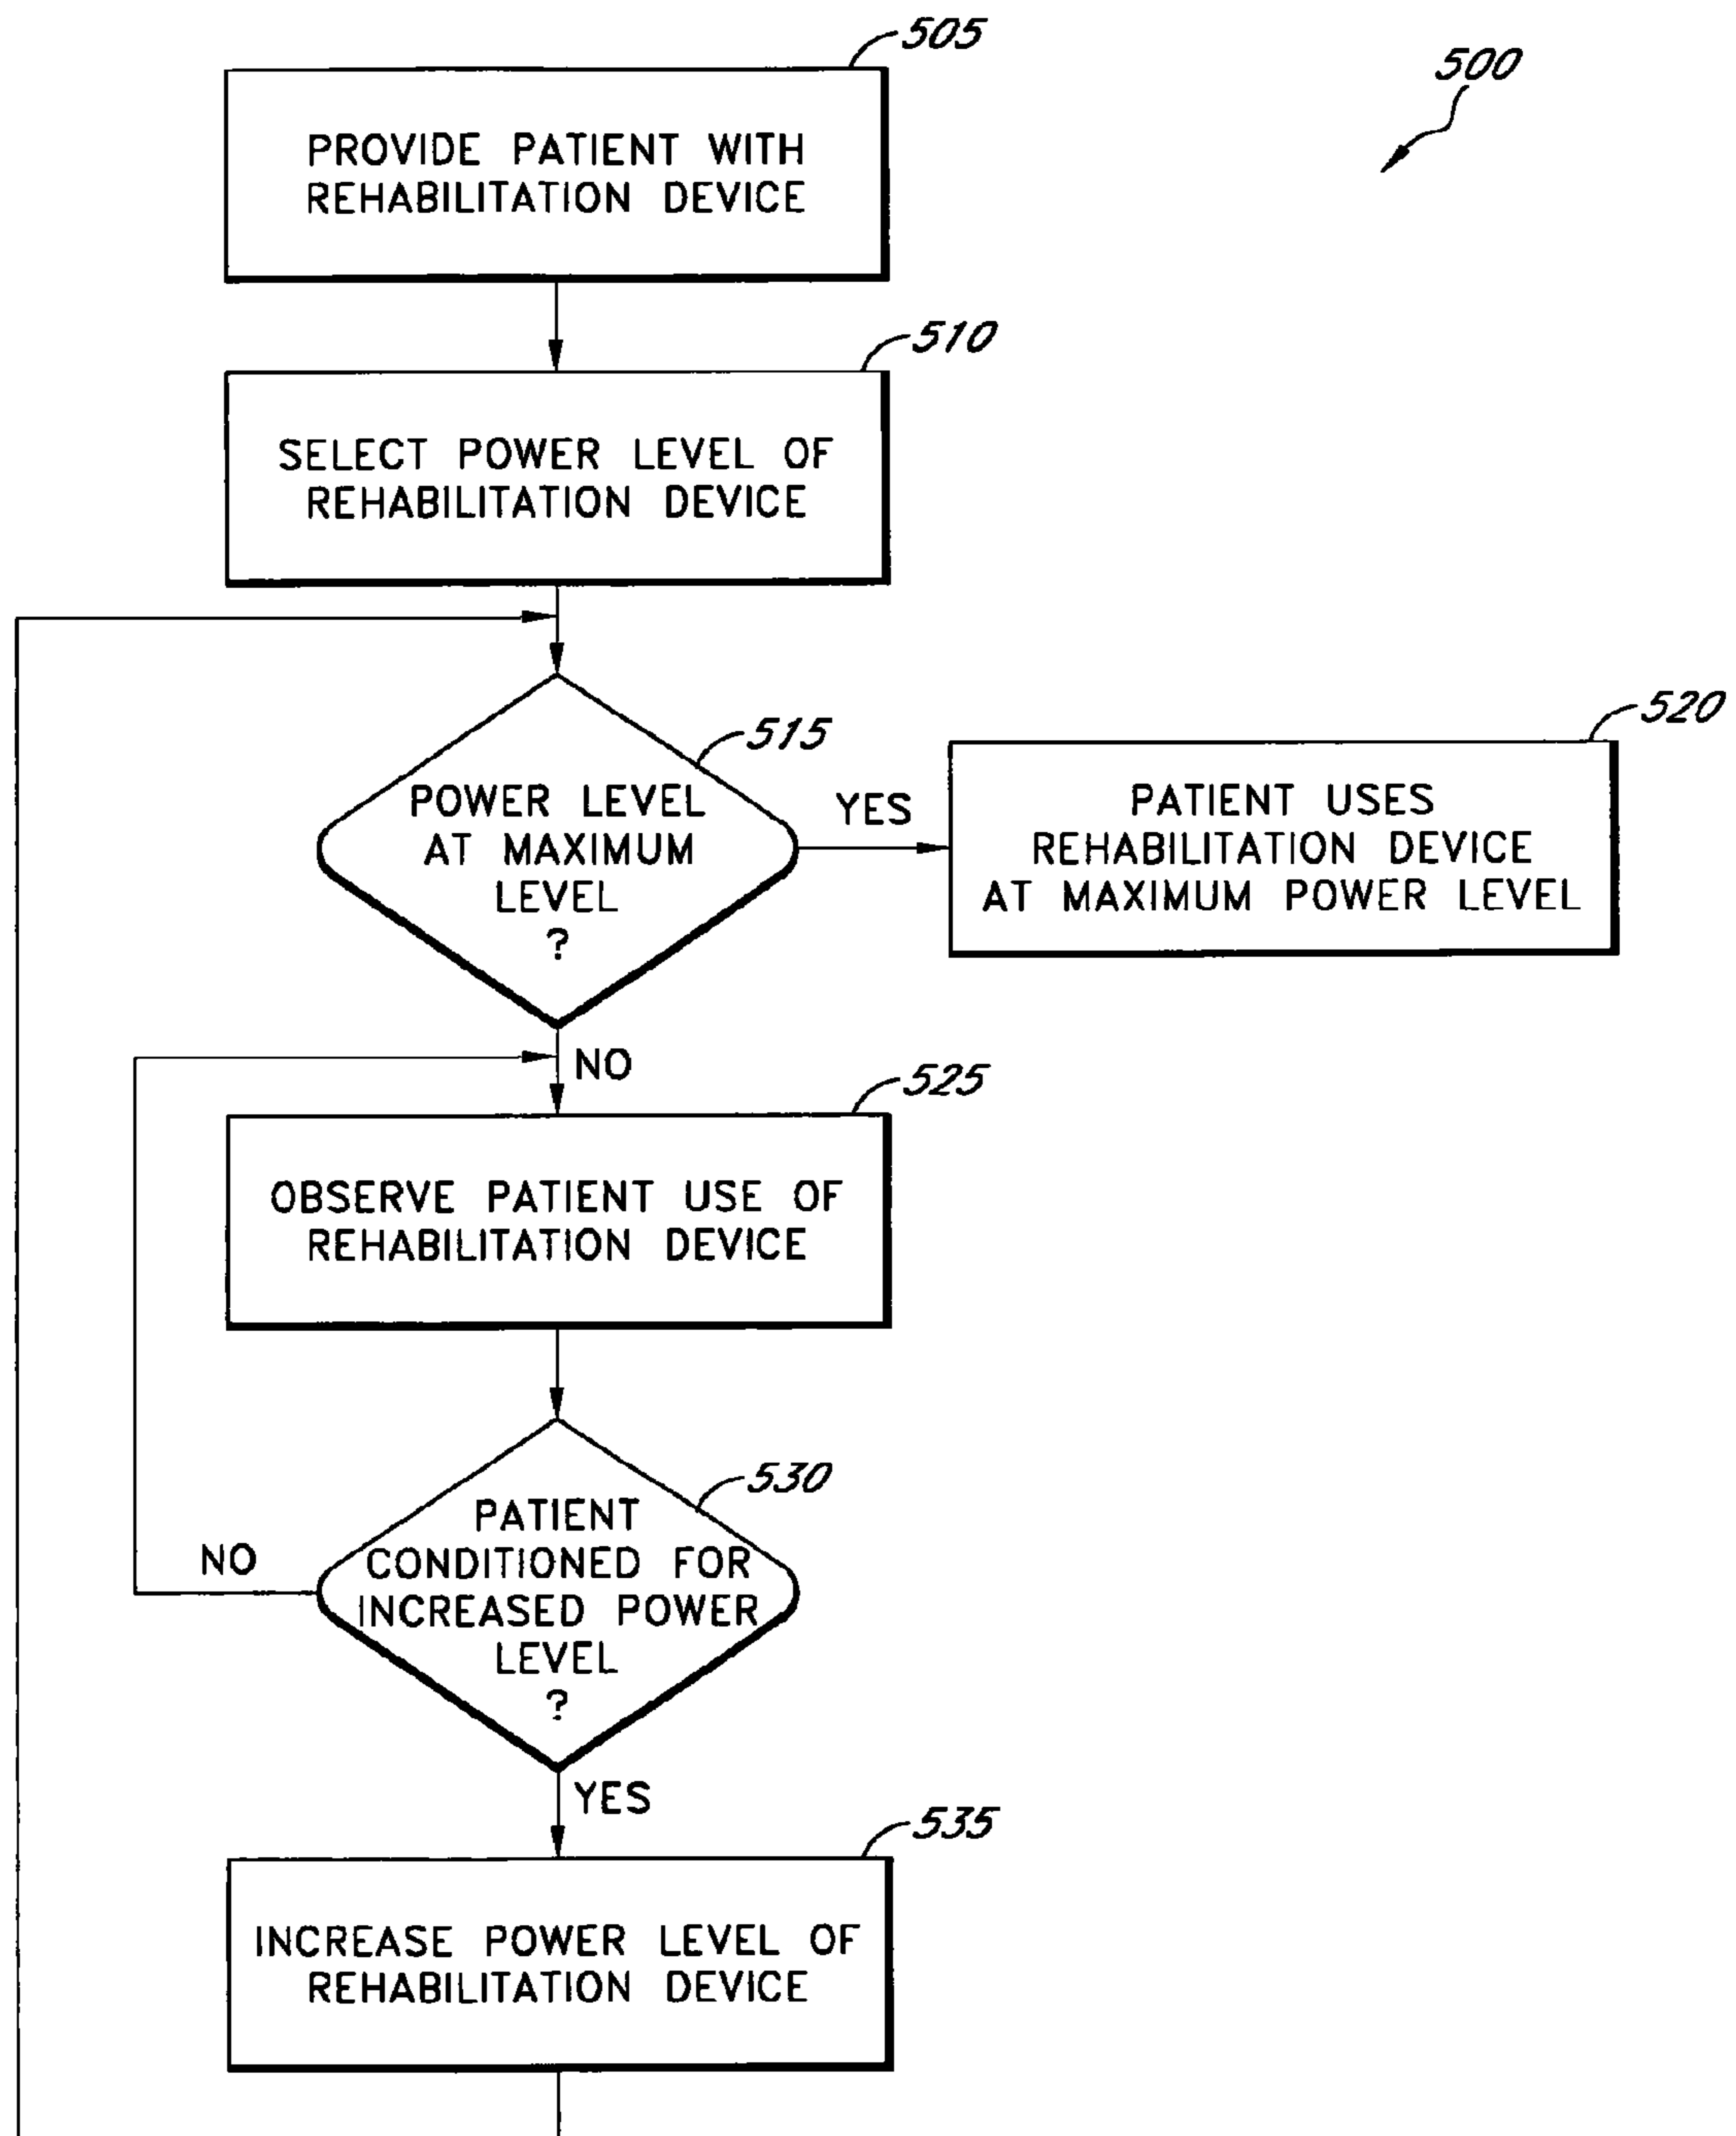 505
500
PROVIDE PATIENT WITH
REHABILITATION DEVICE
510
SELECT POWER LEVEL OF
REHABILITATION DEVICE
515
POWER LEVEL
AT MAXIMUM
LEVEL
?
YES
520
PATIENT USES
REHABILITATION DEVICE
AT MAXIMUM POWER LEVEL
NO
525
OBSERVE PATIENT USE OF
REHABILITATION DEVICE
530
PATIENT
CONDITIONED FOR
INCREASED POWER
LEVEL
?
NO
YES
535
INCREASE POWER LEVEL OF
REHABILITATION DEVICE